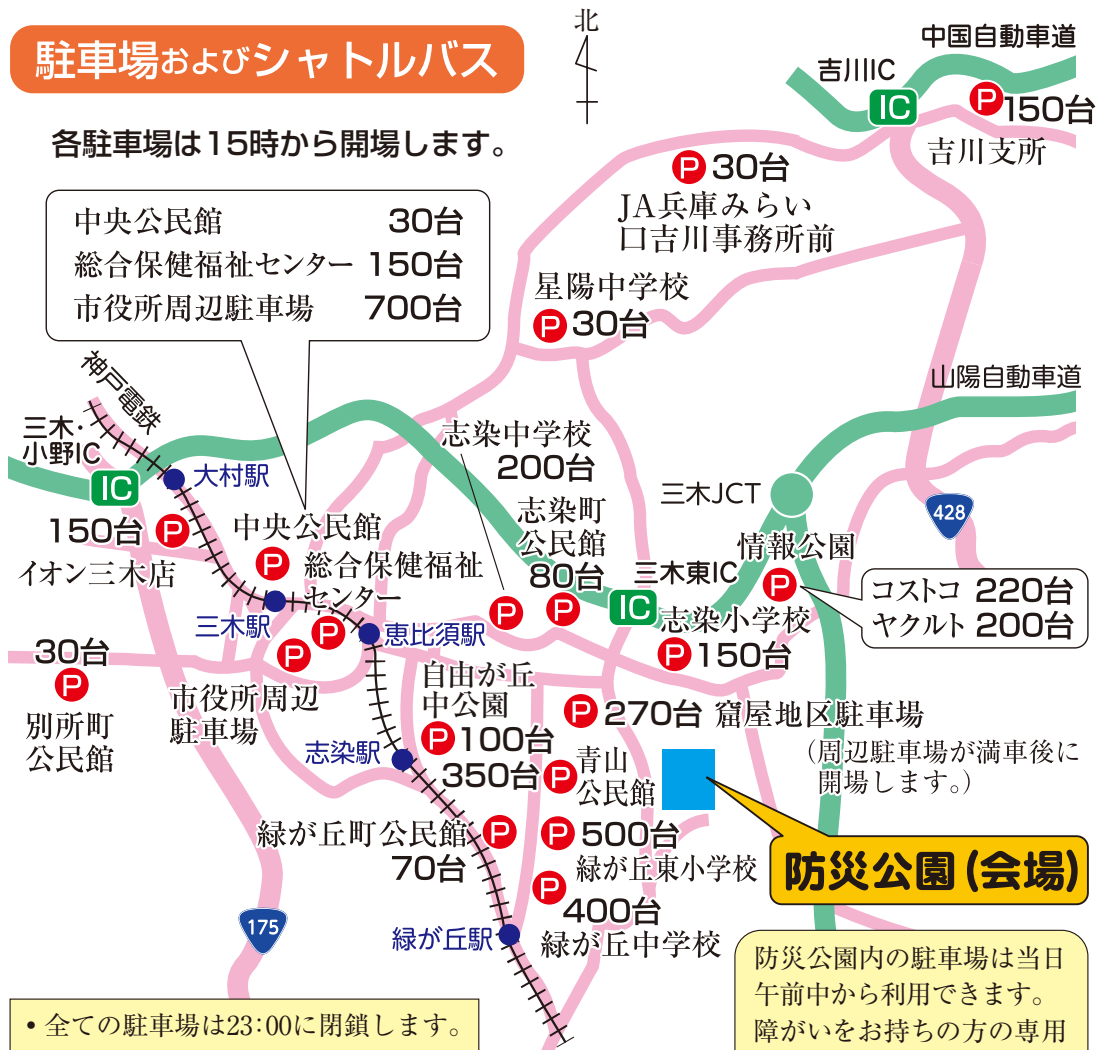 駐車場およびシャトルバス
北
各駐車場は15時から開場します。
中央公民館 30台
総合保健福祉センター 150台
市役所周辺駐車場 700台
中国自動車道
吉川IC
IC
P 150台
吉川支所
P 30台
JA兵庫みらい
口吉川事務所前
星陽中学校
P 30台
山陽自動車道
神戸電鉄
三木・
小野IC
IC
大村駅
150台 P
イオン三木店
志染中学校
200台
P
志染町
公民館
80台
P
三木JCT
428
情報公園
P
コストコ 220台
ヤクルト 200台
三木東IC
IC
志染小学校
P 150台
中央公民館
P
総合保健福祉
センター
P
三木駅
恵比須駅
30台
P
別所町
公民館
P
市役所周辺
駐車場
自由が丘
中公園
P 100台
P 270台 窟屋地区駐車場
(周辺駐車場が満車後に
開場します。)
志染駅
350台 P 青山
公民館
防災公園(会場)
緑が丘町公民館 P
70台
P 500台
緑が丘東小学校
P
400台
緑が丘中学校
緑が丘駅
175
防災公園内の駐車場は当日
午前中から利用できます。
障がいをお持ちの方の専用
・全ての駐車場は23:00に閉鎖します。